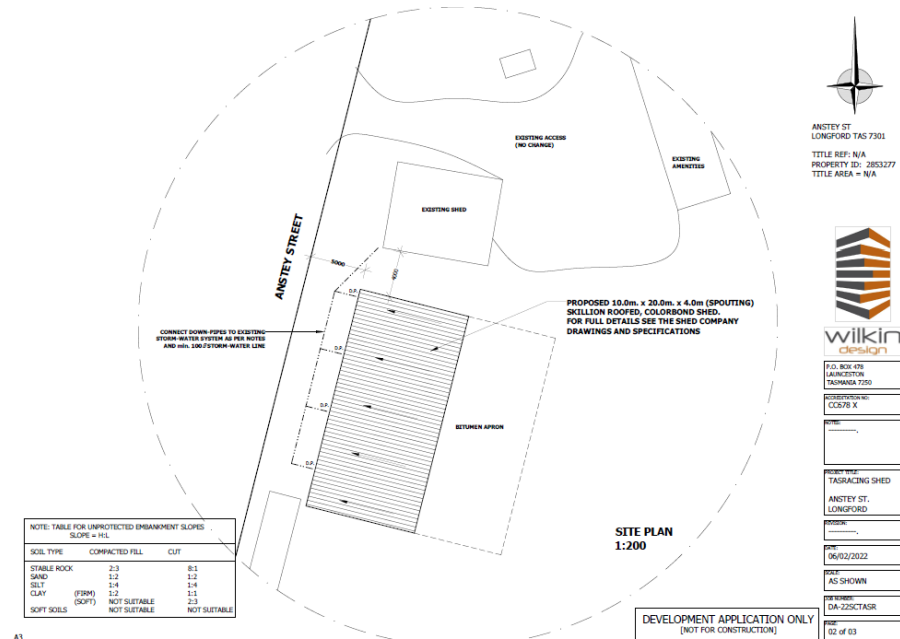 ANSTEY ST
LONGFORD TAS 7301
TITLE REF: N/A
PROPERTY ID: 2853277
TITLE AREA = N/A
EXISTING ACCESS
(NO CHANGE)
EXISTING
AMENITIES
EXISTING SHED
ANSTEY STREET
5000
4000
D.P.
D.P.
D.P.
D.P.
PROPOSED 10.0m. x 20.0m. x 4.0m (SPOUTING)
SKILLION ROOFED, COLORBOND SHED.
FOR FULL DETAILS SEE THE SHED COMPANY
DRAWINGS AND SPECIFICATIONS
CONNECT DOWN-PIPES TO EXISTING
STORM-WATER SYSTEM AS PER NOTES
AND min. 100 STORM-WATER LINE
BITUMEN APRON
SITE PLAN
1:200
NOTE: TABLE FOR UNPROTECTED EMBANKMENT SLOPES
SLOPE = H:L
SOIL TYPE COMPACTED FILL CUT
STABLE ROCK 2:3 8:1
SAND 1:2 1:2
SILT 1:4 1:4
CLAY (FIRM) 1:2 1:1
(SOFT) NOT SUITABLE 2:3
SOFT SOILS NOT SUITABLE NOT SUITABLE
A3
DEVELOPMENT APPLICATION ONLY
[NOT FOR CONSTRUCTION]
wilkin
design
P.O. BOX 478
LAUNCESTON
TASMANIA 7250
ACCREDITATION NO:
CC678 X
NOTES:
---------.
PROJECT TITLE:
TASRACING SHED
ANSTEY ST.
LONGFORD
REVISION:
---------.
DATE:
06/02/2022
SCALE:
AS SHOWN
JOB NUMBER:
DA-22SCTASR
PAGE:
02 of 03